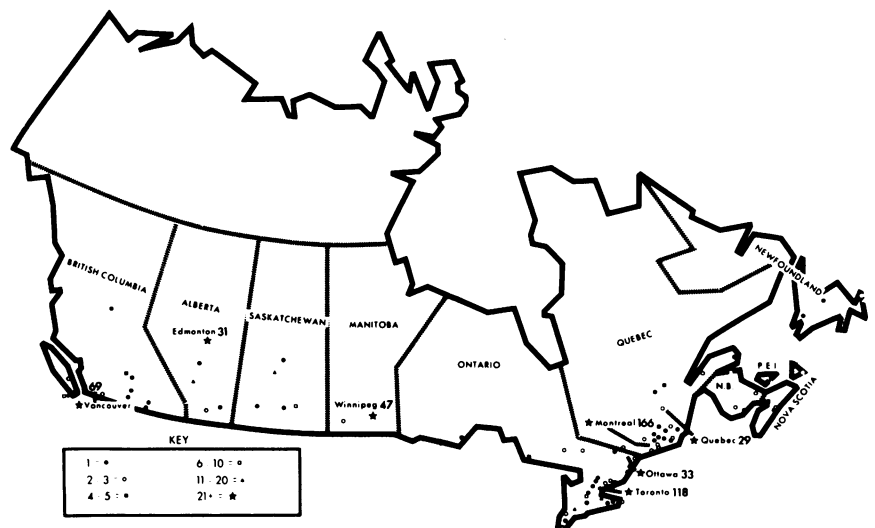 BRITISH COLUMBIA
ALBERTA
Edmonton 31
SASKATCHEWAN
MANITOBA
ONTARIO
QUEBEC
NEWFOUNDLAND
P.E.I
N.B
NOVA SCOTIA
69
Vancouver
Winnipeg 47
Montreal 166
Quebec 29
Ottawa 33
Toronto 118
KEY
1 =
2 - 3 =
4 - 5 =
6 10 =
11 - 20 =
21+ =